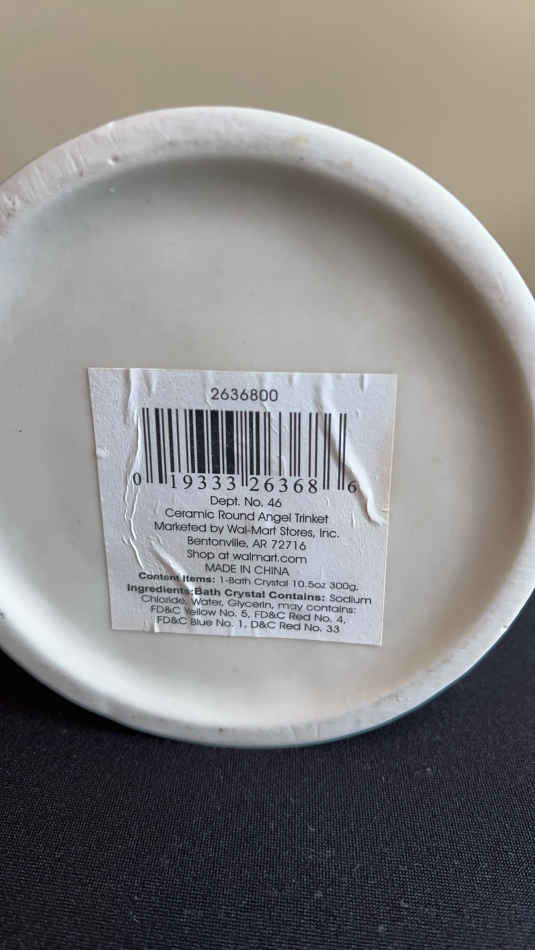 2636800
0 19333 26368 6
Dept. No. 46
Ceramic Round Angel Trinket
Marketed by Wal-Mart Stores, Inc.
Bentonville, AR 72716
Shop at walmart.com
MADE IN CHINA
Content Items: 1-Bath Crystal 10.5oz 300g.
Ingredients:Bath Crystal Contains: Sodium
Chloride, Water, Glycerin, may contains:
FD&C Yellow No. 5, FD&C Red No. 4,
FD&C Blue No. 1, D&C Red No. 33